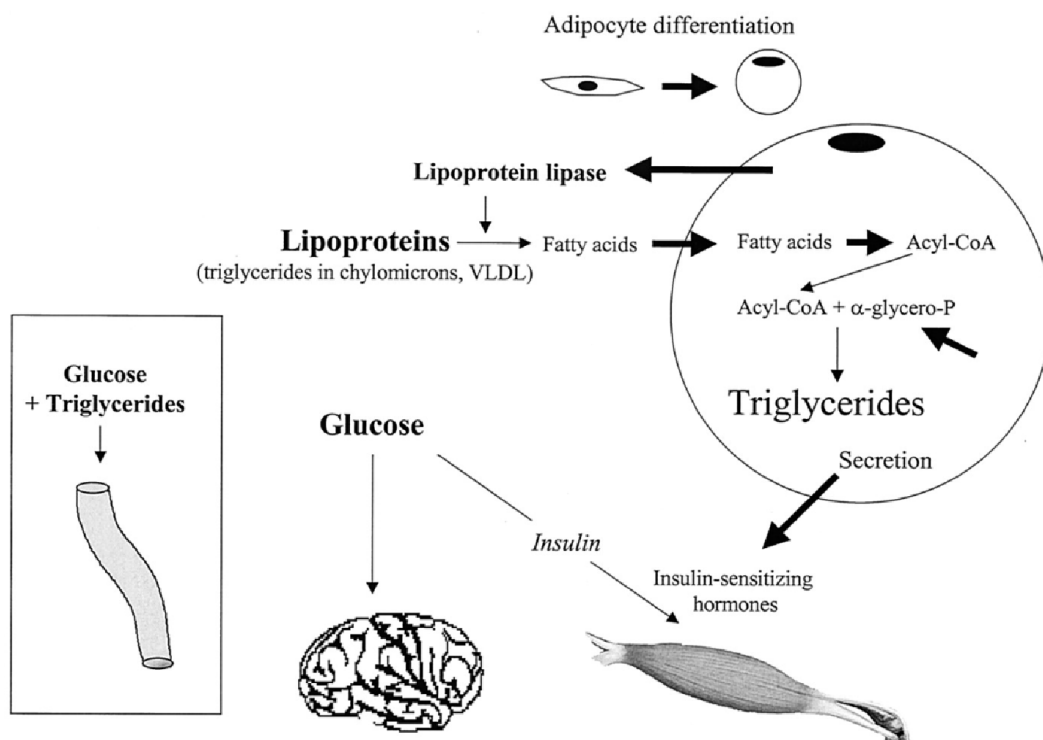 Adipocyte differentiation
Lipoprotein lipase
Lipoproteins
Fatty acids
Fatty acids
Acyl-CoA
(triglycerides in chylomicrons, VLDL)
Acyl-CoA + α-glycero-P
Triglycerides
Secretion
Glucose
+ Triglycerides
Glucose
Insulin
Insulin-sensitizing
hormones